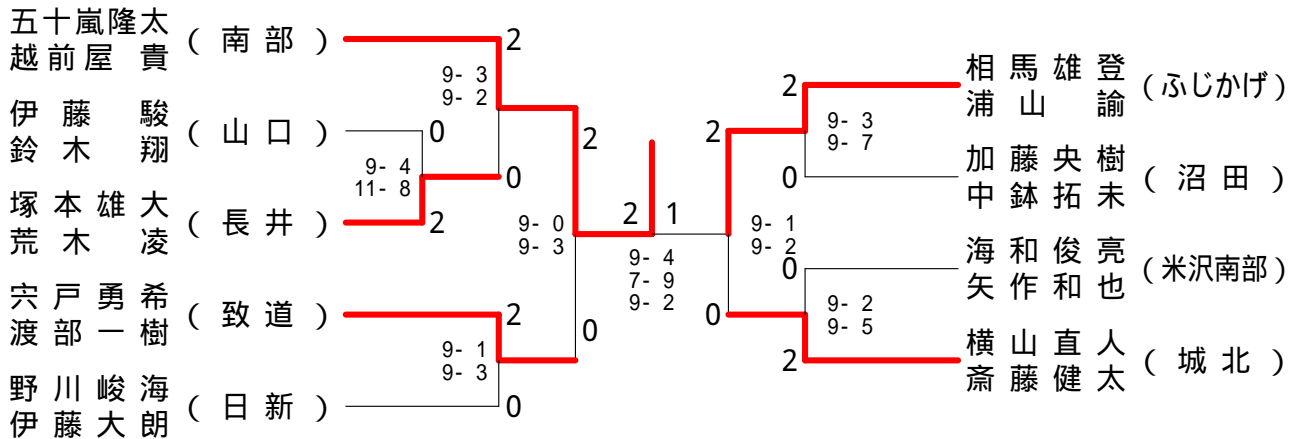 五十嵐隆太
越前屋 貴
(南部)
2
9- 3
9- 2
伊藤 駿
鈴木 翔
(山口)
0
9- 4
11- 8
0
塚本雄大
荒木 凌
(長井)
2
2
9- 0
9- 3
宍戸勇希
渡部一樹
(致道)
2
0
9- 1
9- 3
野川峻海
伊藤大朗
(日新)
0
2 1
9- 4
7- 9
9- 2
相馬雄登
浦山 諭
(ふじかげ)
2
9- 3
9- 7
2
加藤央樹
中鉢拓未
(沼田)
0
9- 1
9- 2
海和俊亮
矢作和也
(米沢南部)
0
9- 2
9- 5
0
横山直人
斎藤健太
(城北)
2